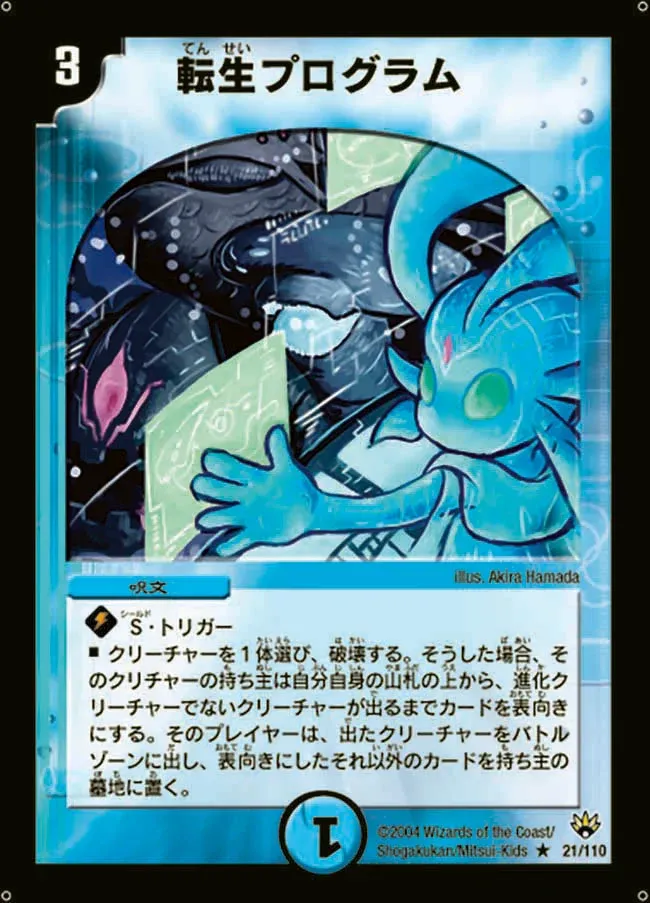 3
てん せい
転生プログラム
illus. Akira Hamada
呪文
シールド
S・トリガー
■ クリーチャーを1体選び、破壊する。そうした場合、そ
のクリチャーの持ち主は自分自身の山札の上から、進化ク
リーチャーでないクリーチャーが出るまでカードを表向き
にする。そのプレイヤーは、出たクリーチャーをバトル
ゾーンに出し、表向きにしたそれ以外のカードを持ち主の
墓地に置く。
1
©2004 Wizards of the Coast/
Shogakukan/Mitsui-Kids ★ 21/110